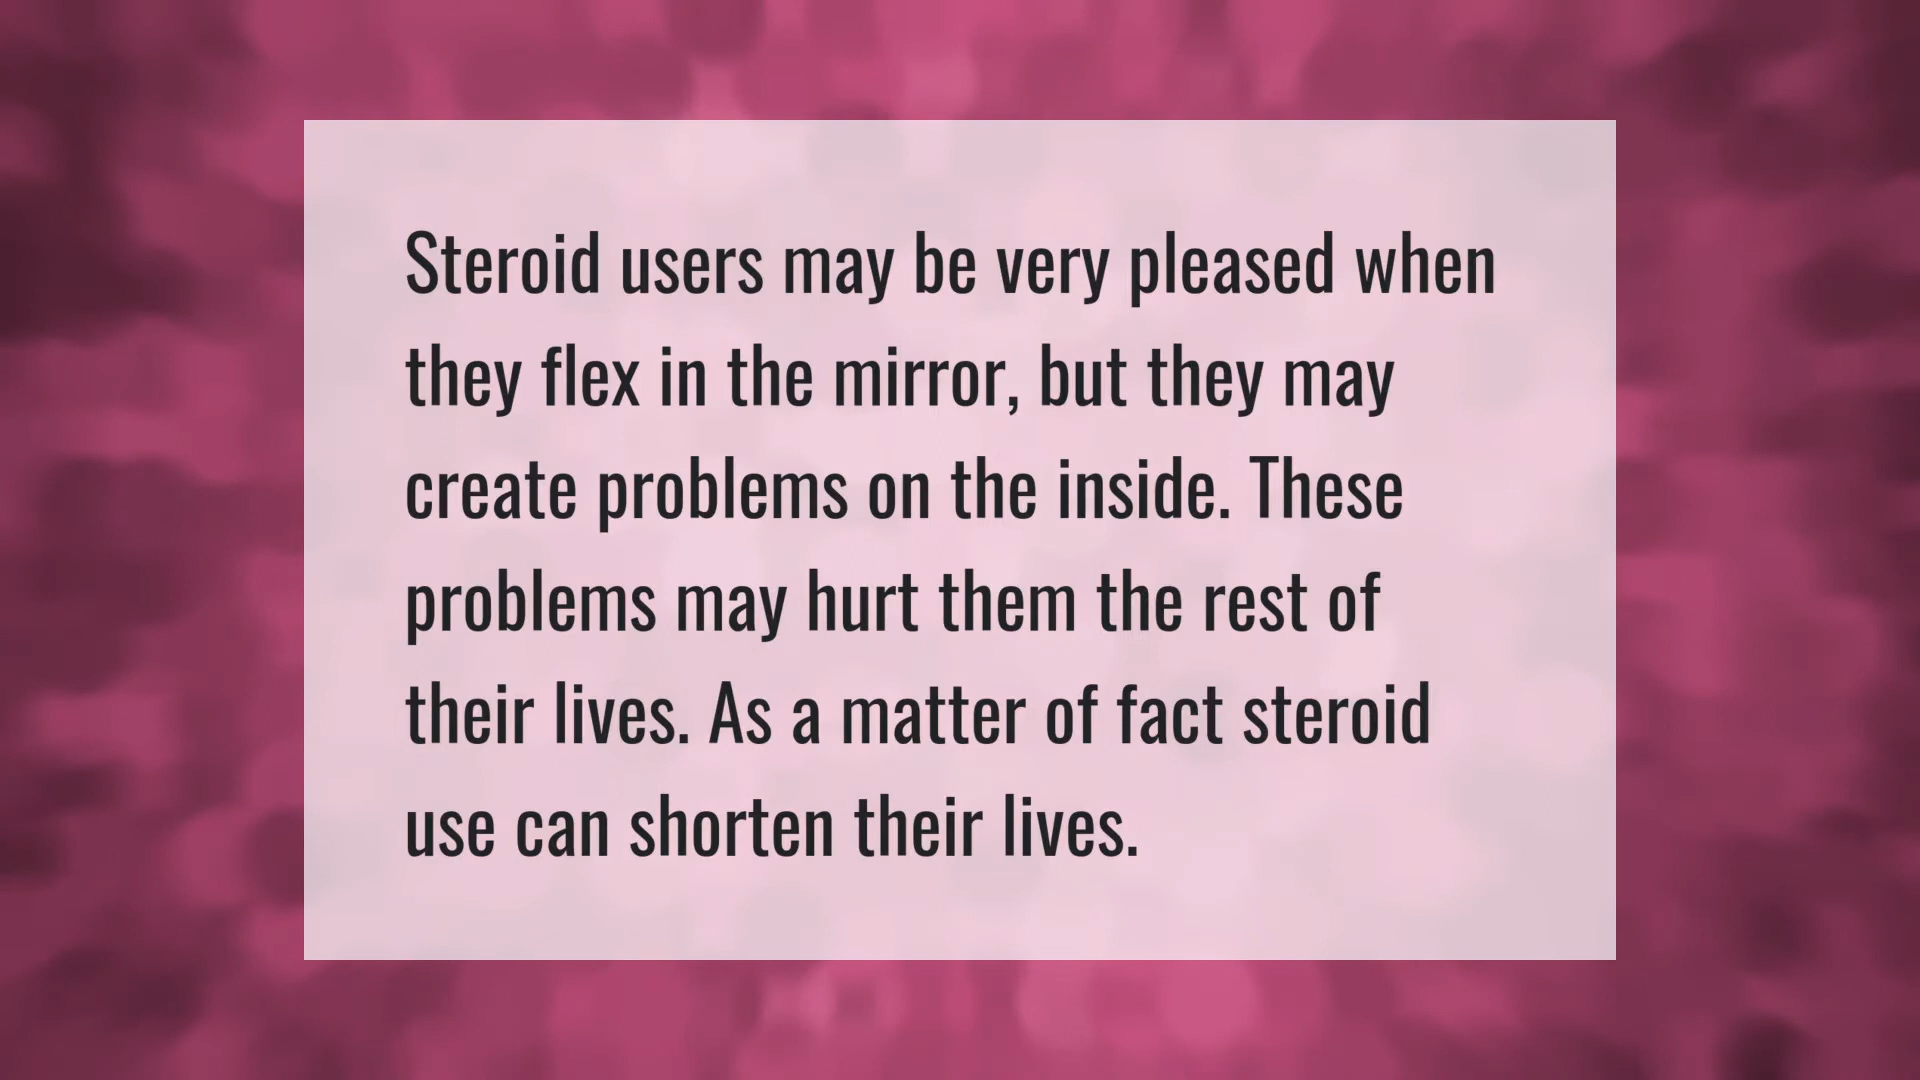 Steroid users may be very pleased when
they flex in the mirror, but they may
create problems on the inside. These
problems may hurt them the rest of
their lives. As a matter of fact steroid
use can shorten their lives.